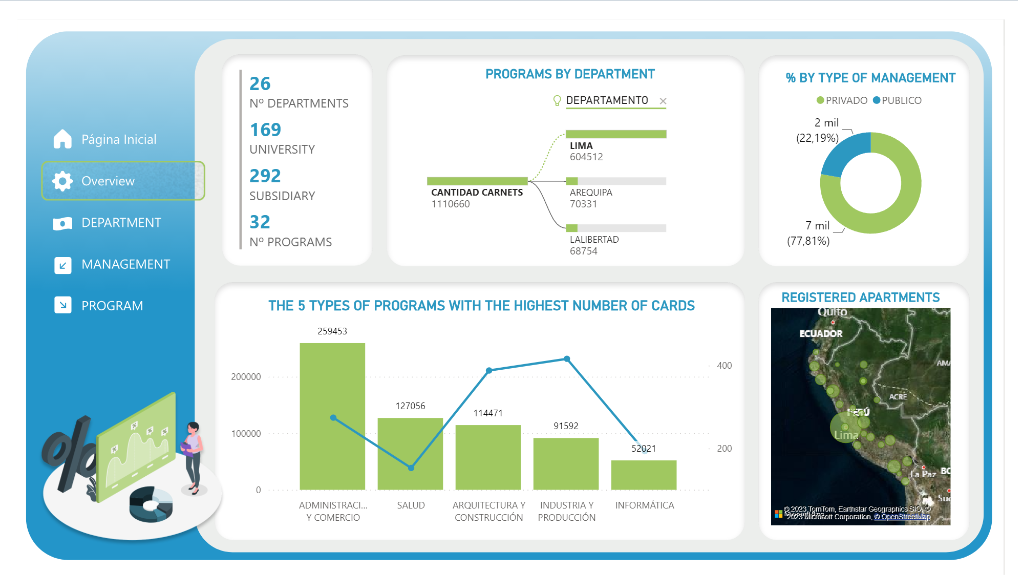 Página Inicial
Overview
DEPARTMENT
MANAGEMENT
PROGRAM
26
Nº DEPARTMENTS
169
UNIVERSITY
292
SUBSIDIARY
32
Nº PROGRAMS
PROGRAMS BY DEPARTMENT
DEPARTAMENTO
LIMA
604512
CANTIDAD CARNETS
1110660
AREQUIPA
70331
LALIBERTAD
68754
% BY TYPE OF MANAGEMENT
PRIVADO PUBLICO
2 mil
(22,19%)
7 mil
(77,81%)
THE 5 TYPES OF PROGRAMS WITH THE HIGHEST NUMBER OF CARDS
259453
127056
114471
91592
52021
200000
100000
0
400
200
ADMINISTRACI...
Y COMERCIO
SALUD
ARQUITECTURA Y
CONSTRUCCIÓN
INDUSTRIA Y
PRODUCCIÓN
INFORMÁTICA
REGISTERED APARTMENTS
Quito
ECUADOR
AMA
ACRE
PERÚ
Lima
La Paz
BO
Suc
© 2023 TomTom, Earthstar Geographics SIO, ©
2023 Microsoft Corporation, © OpenStreetMap